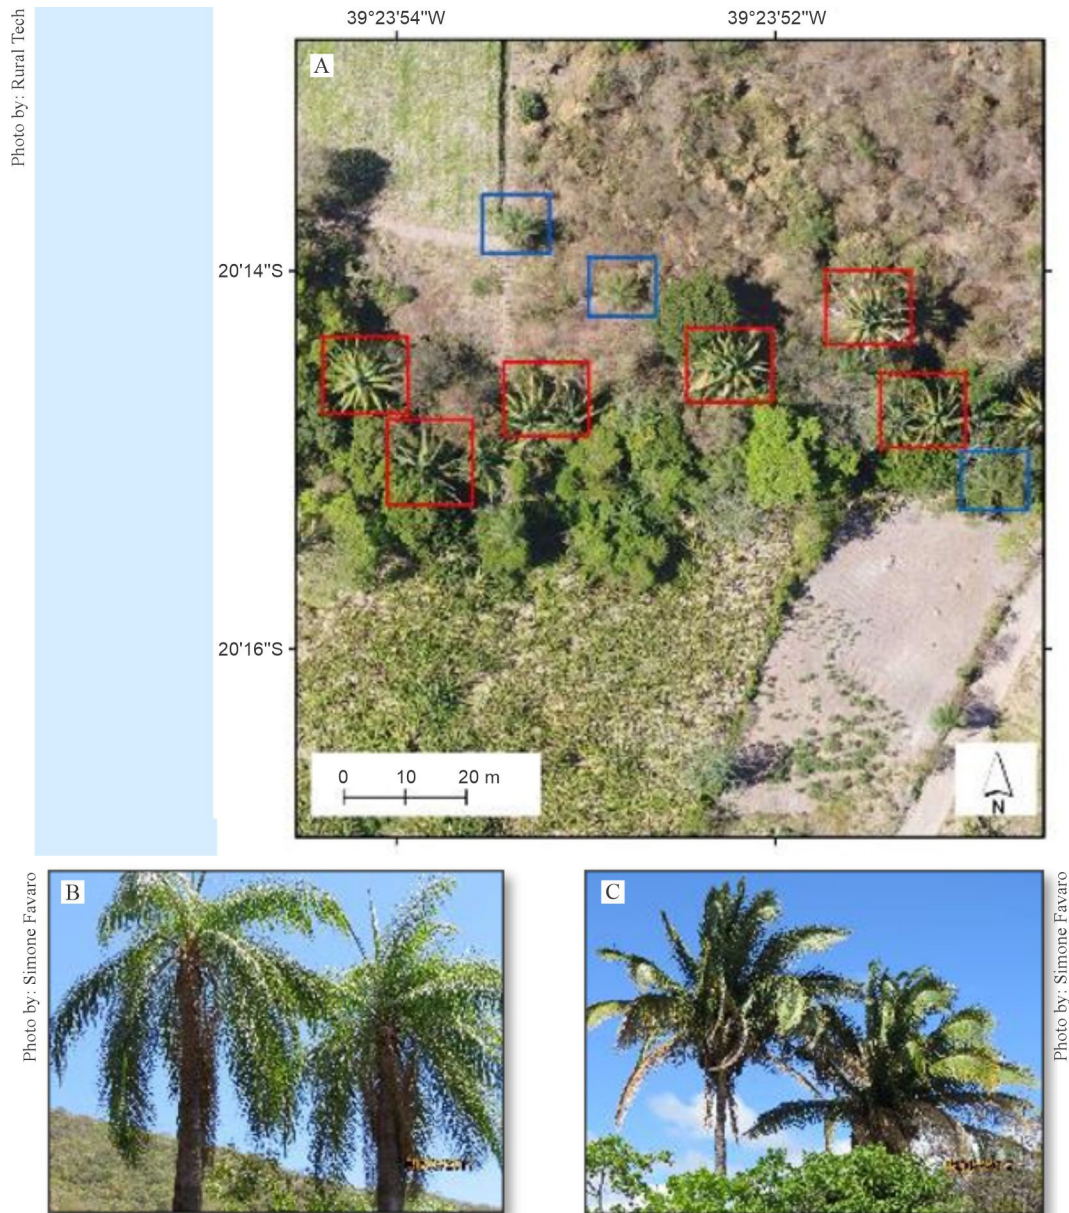 Photo by: Rural Tech
39°23'54"W
39°23'52"W
A
20'14"S
20'16"S
0 10 20 m
N
B
Photo by: Simone Favaro
C
Photo by: Simone Favaro